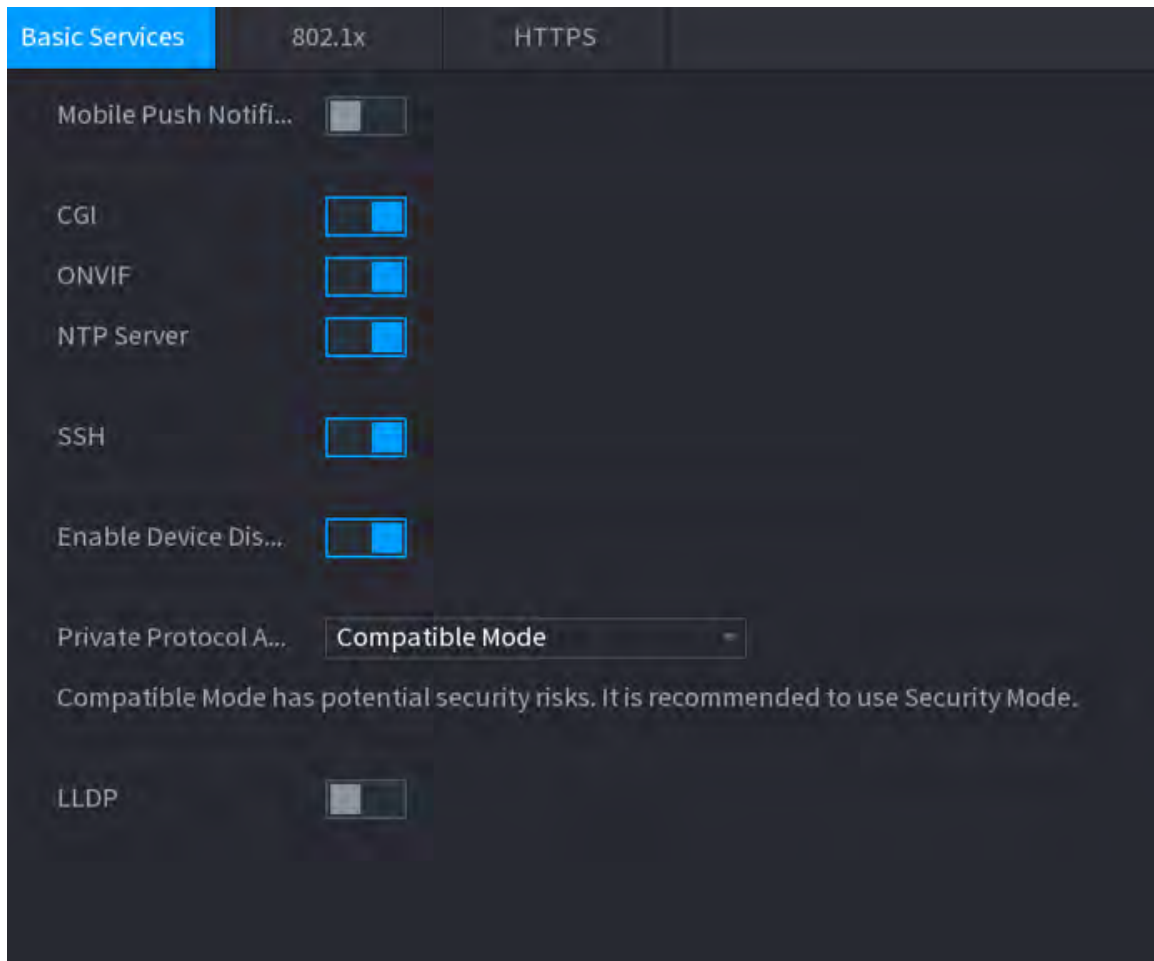 Basic Services 802.1x HTTPS
Mobile Push Notifi...
CGI
ONVIF
NTP Server
SSH
Enable Device Dis...
Private Protocol A... Compatible Mode
Compatible Mode has potential security risks. It is recommended to use Security Mode.
LLDP